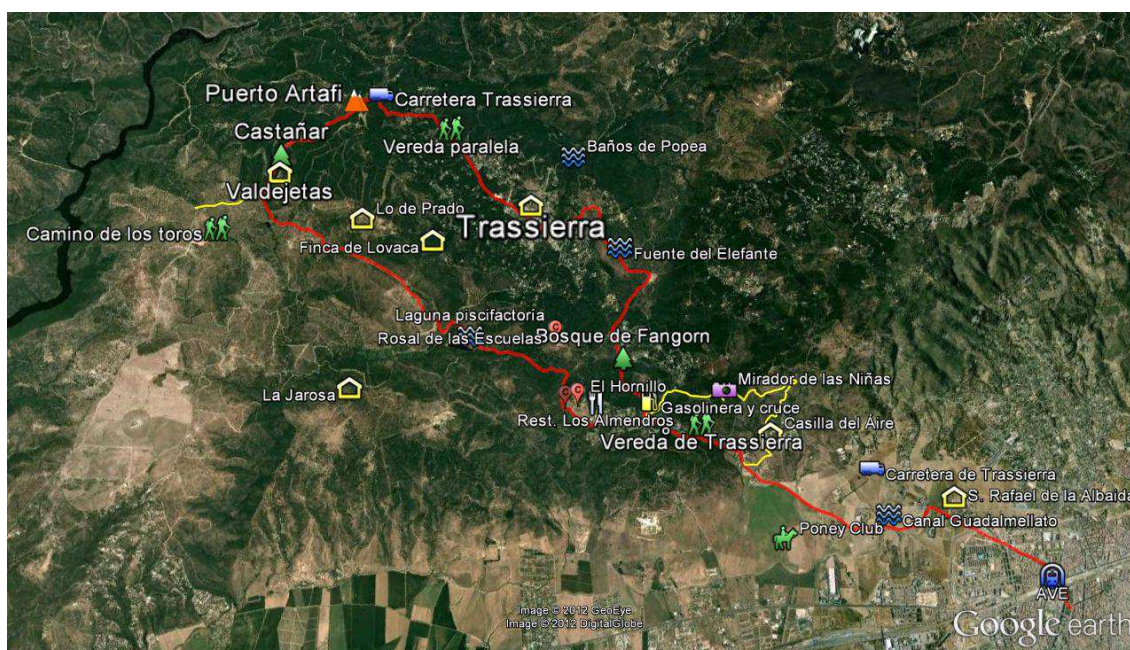 Puerto Artafi
Carretera Trassierra
Castañar
Vereda paralela
Baños de Popea
Valdejetas
Lo de Prado
Camino de los toros
Finca de Lovaca
Trassierra
Fuente del Elefante
Laguna piscifactoria
Rosal de las Escuelas
Bosque de Fangorn
La Jarosa
El Hornillo
Mirador de las Niñas
Rest. Los Almendros
Gasolinera y cruce
Casilla del Aire
Vereda de Trassierra
Carretera de Trassierra
S. Rafael de la Albaida
Canal Guadalmellato
Poney Club
AVE
Image © 2012 GeoEye
Image © 2012 DigitalGlobe
Google earth
C
C
C